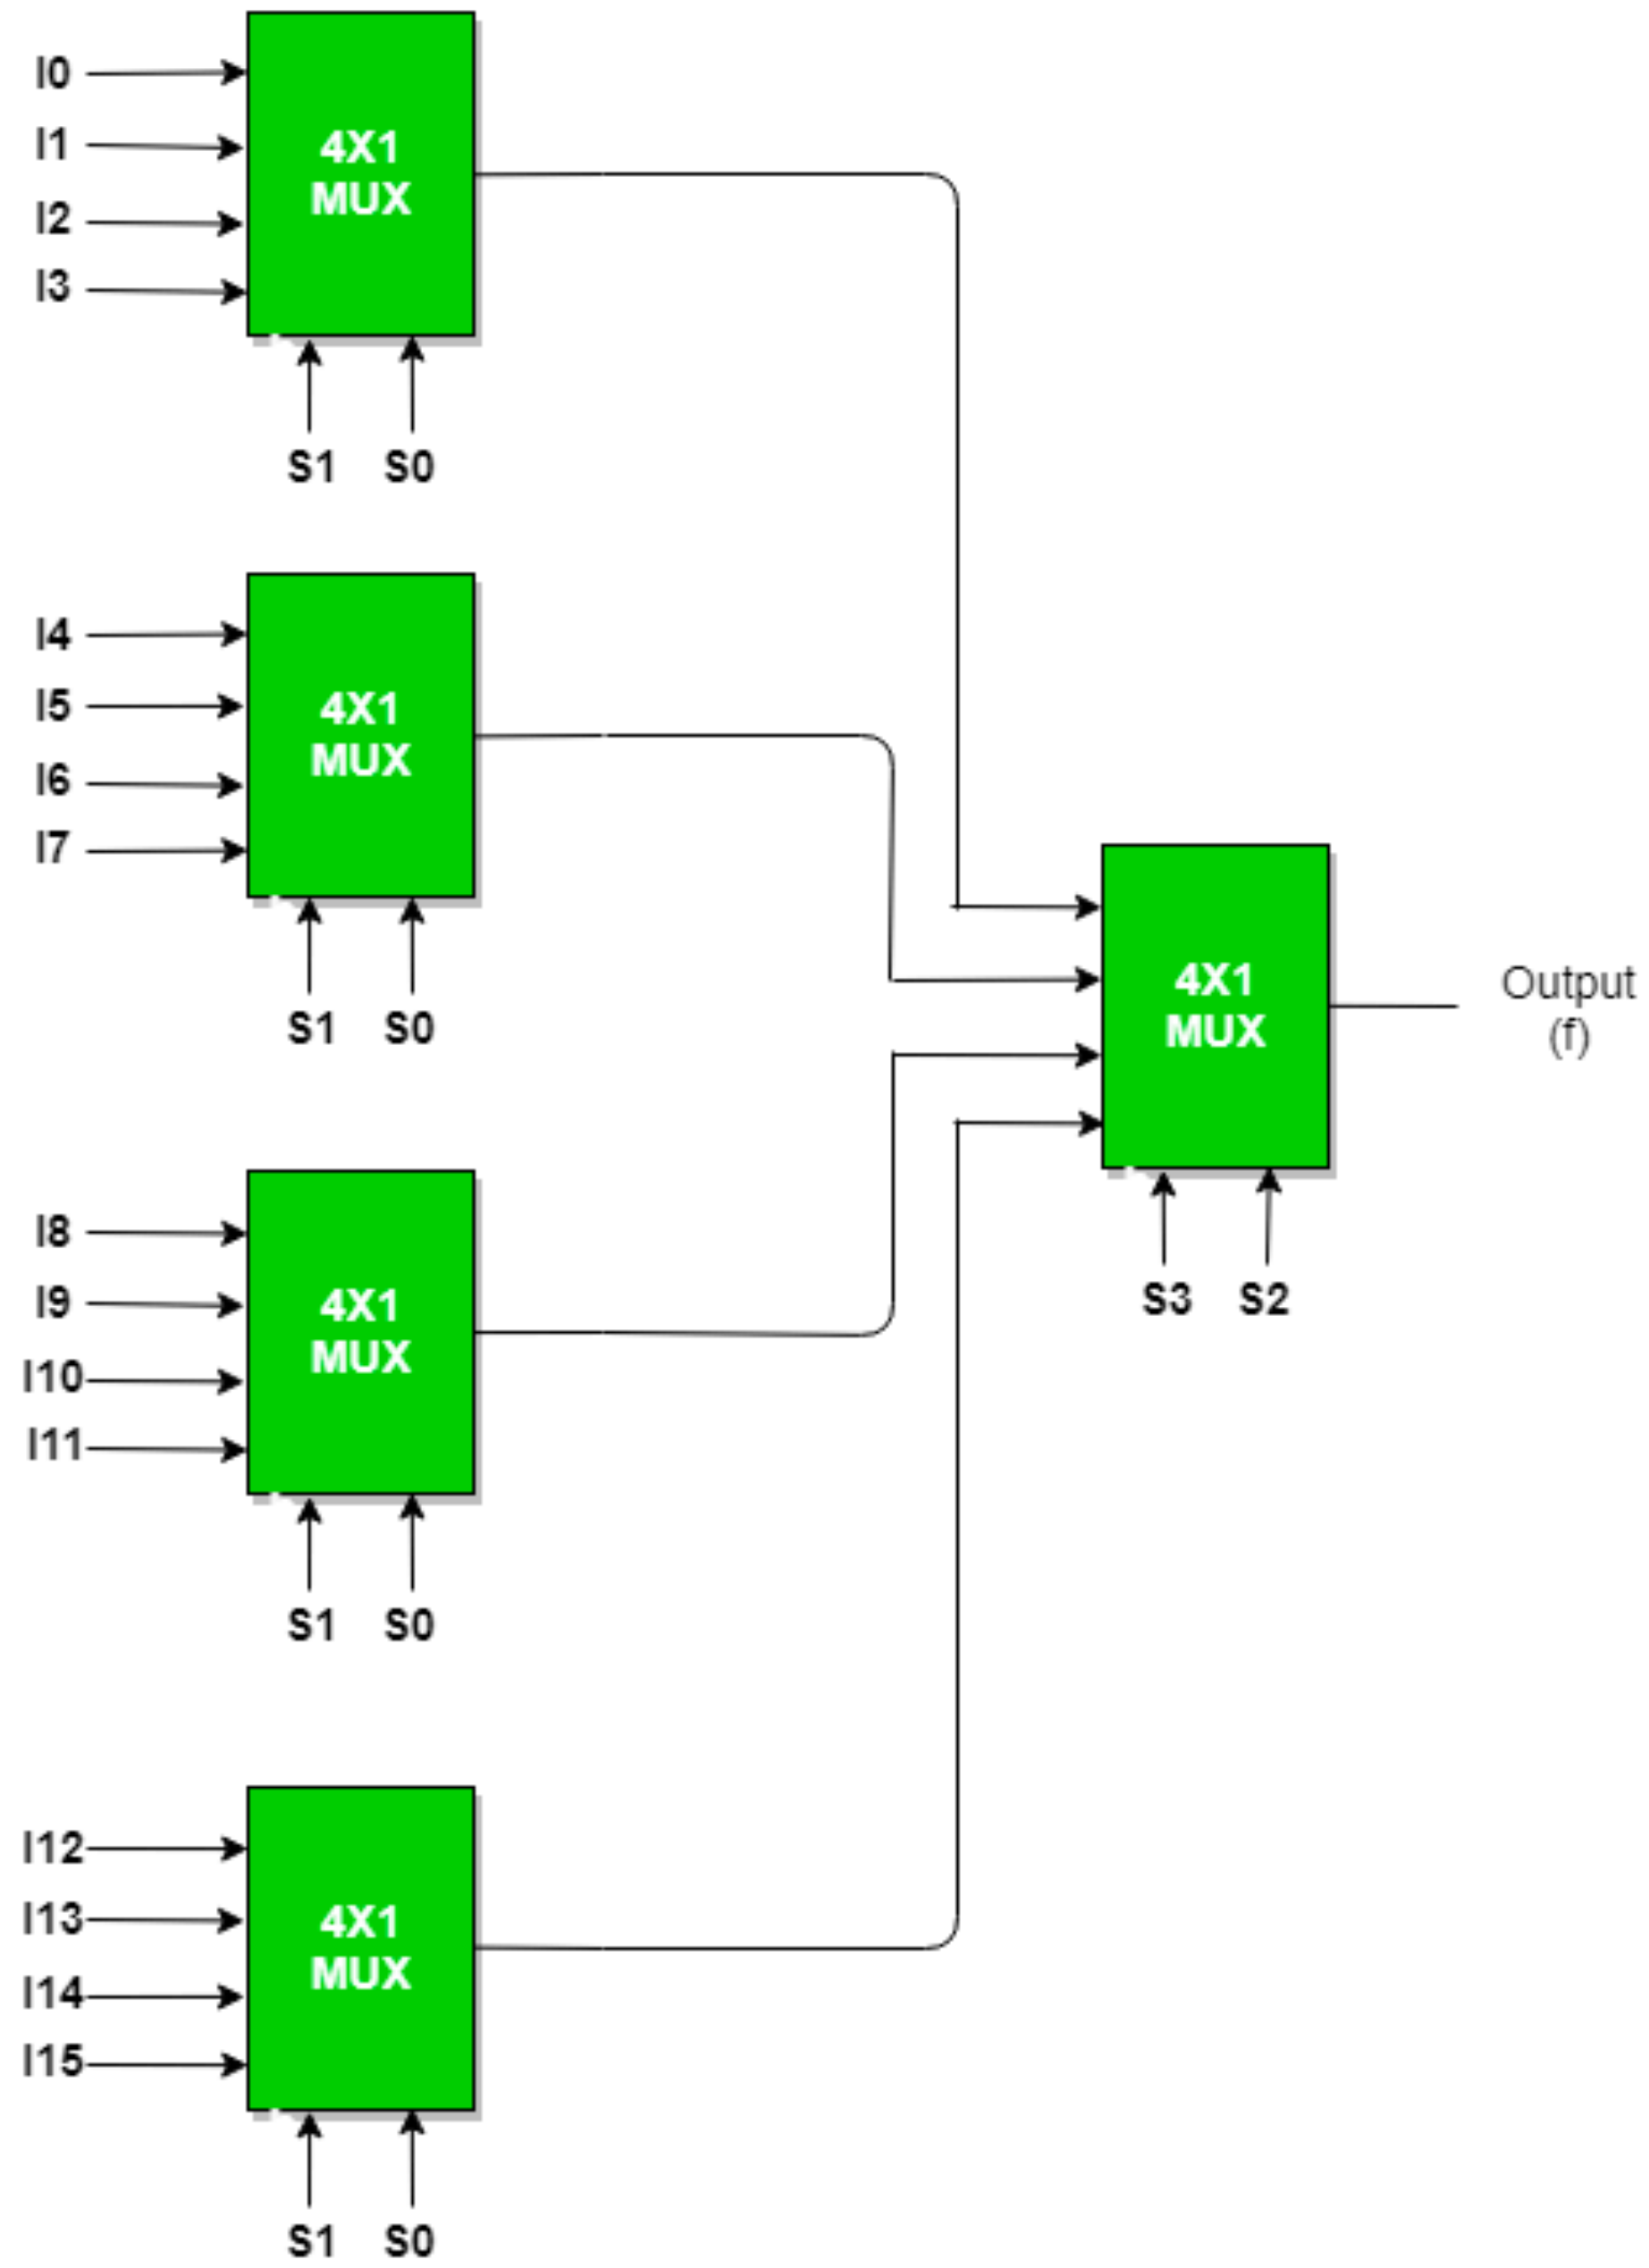 I0
I1
I2
I3
4X1
MUX
S1 S0
I4
I5
I6
I7
4X1
MUX
S1 S0
4X1
MUX
Output
(f)
S3 S2
I8
I9
I10
I11
4X1
MUX
S1 S0
I12
I13
I14
I15
4X1
MUX
S1 S0